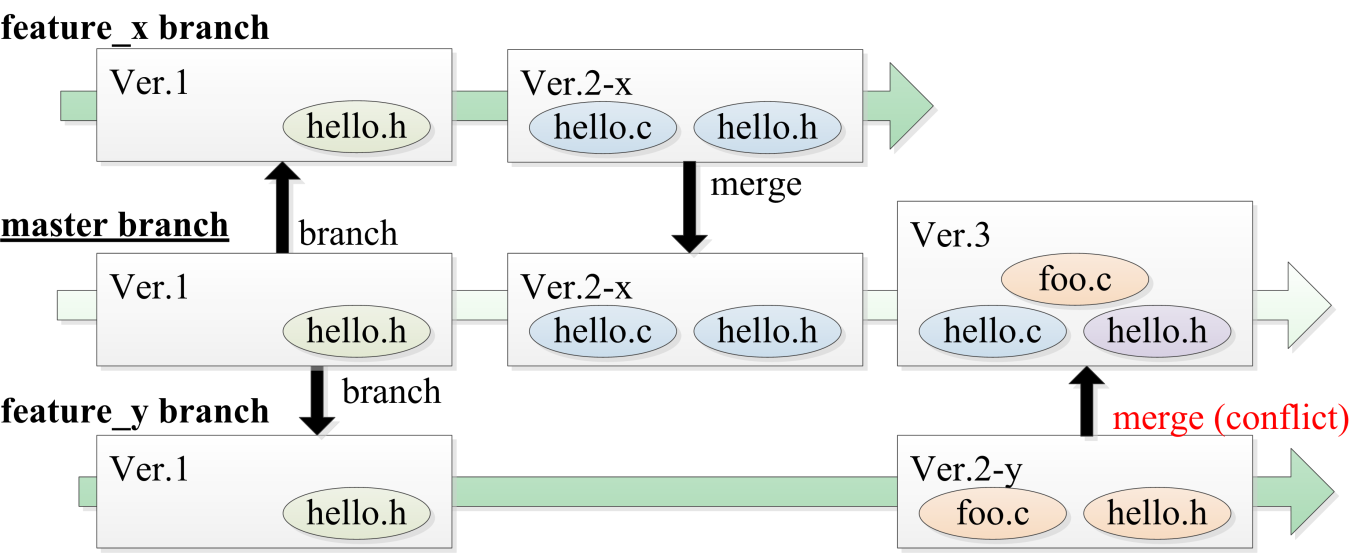 feature_x branch
Ver.1
hello.h
Ver.2-x
hello.c
hello.h
merge
master branch
branch
Ver.1
hello.h
Ver.2-x
hello.c
hello.h
Ver.3
foo.c
hello.c
hello.h
branch
feature_y branch
merge (conflict)
Ver.1
hello.h
Ver.2-y
foo.c
hello.h